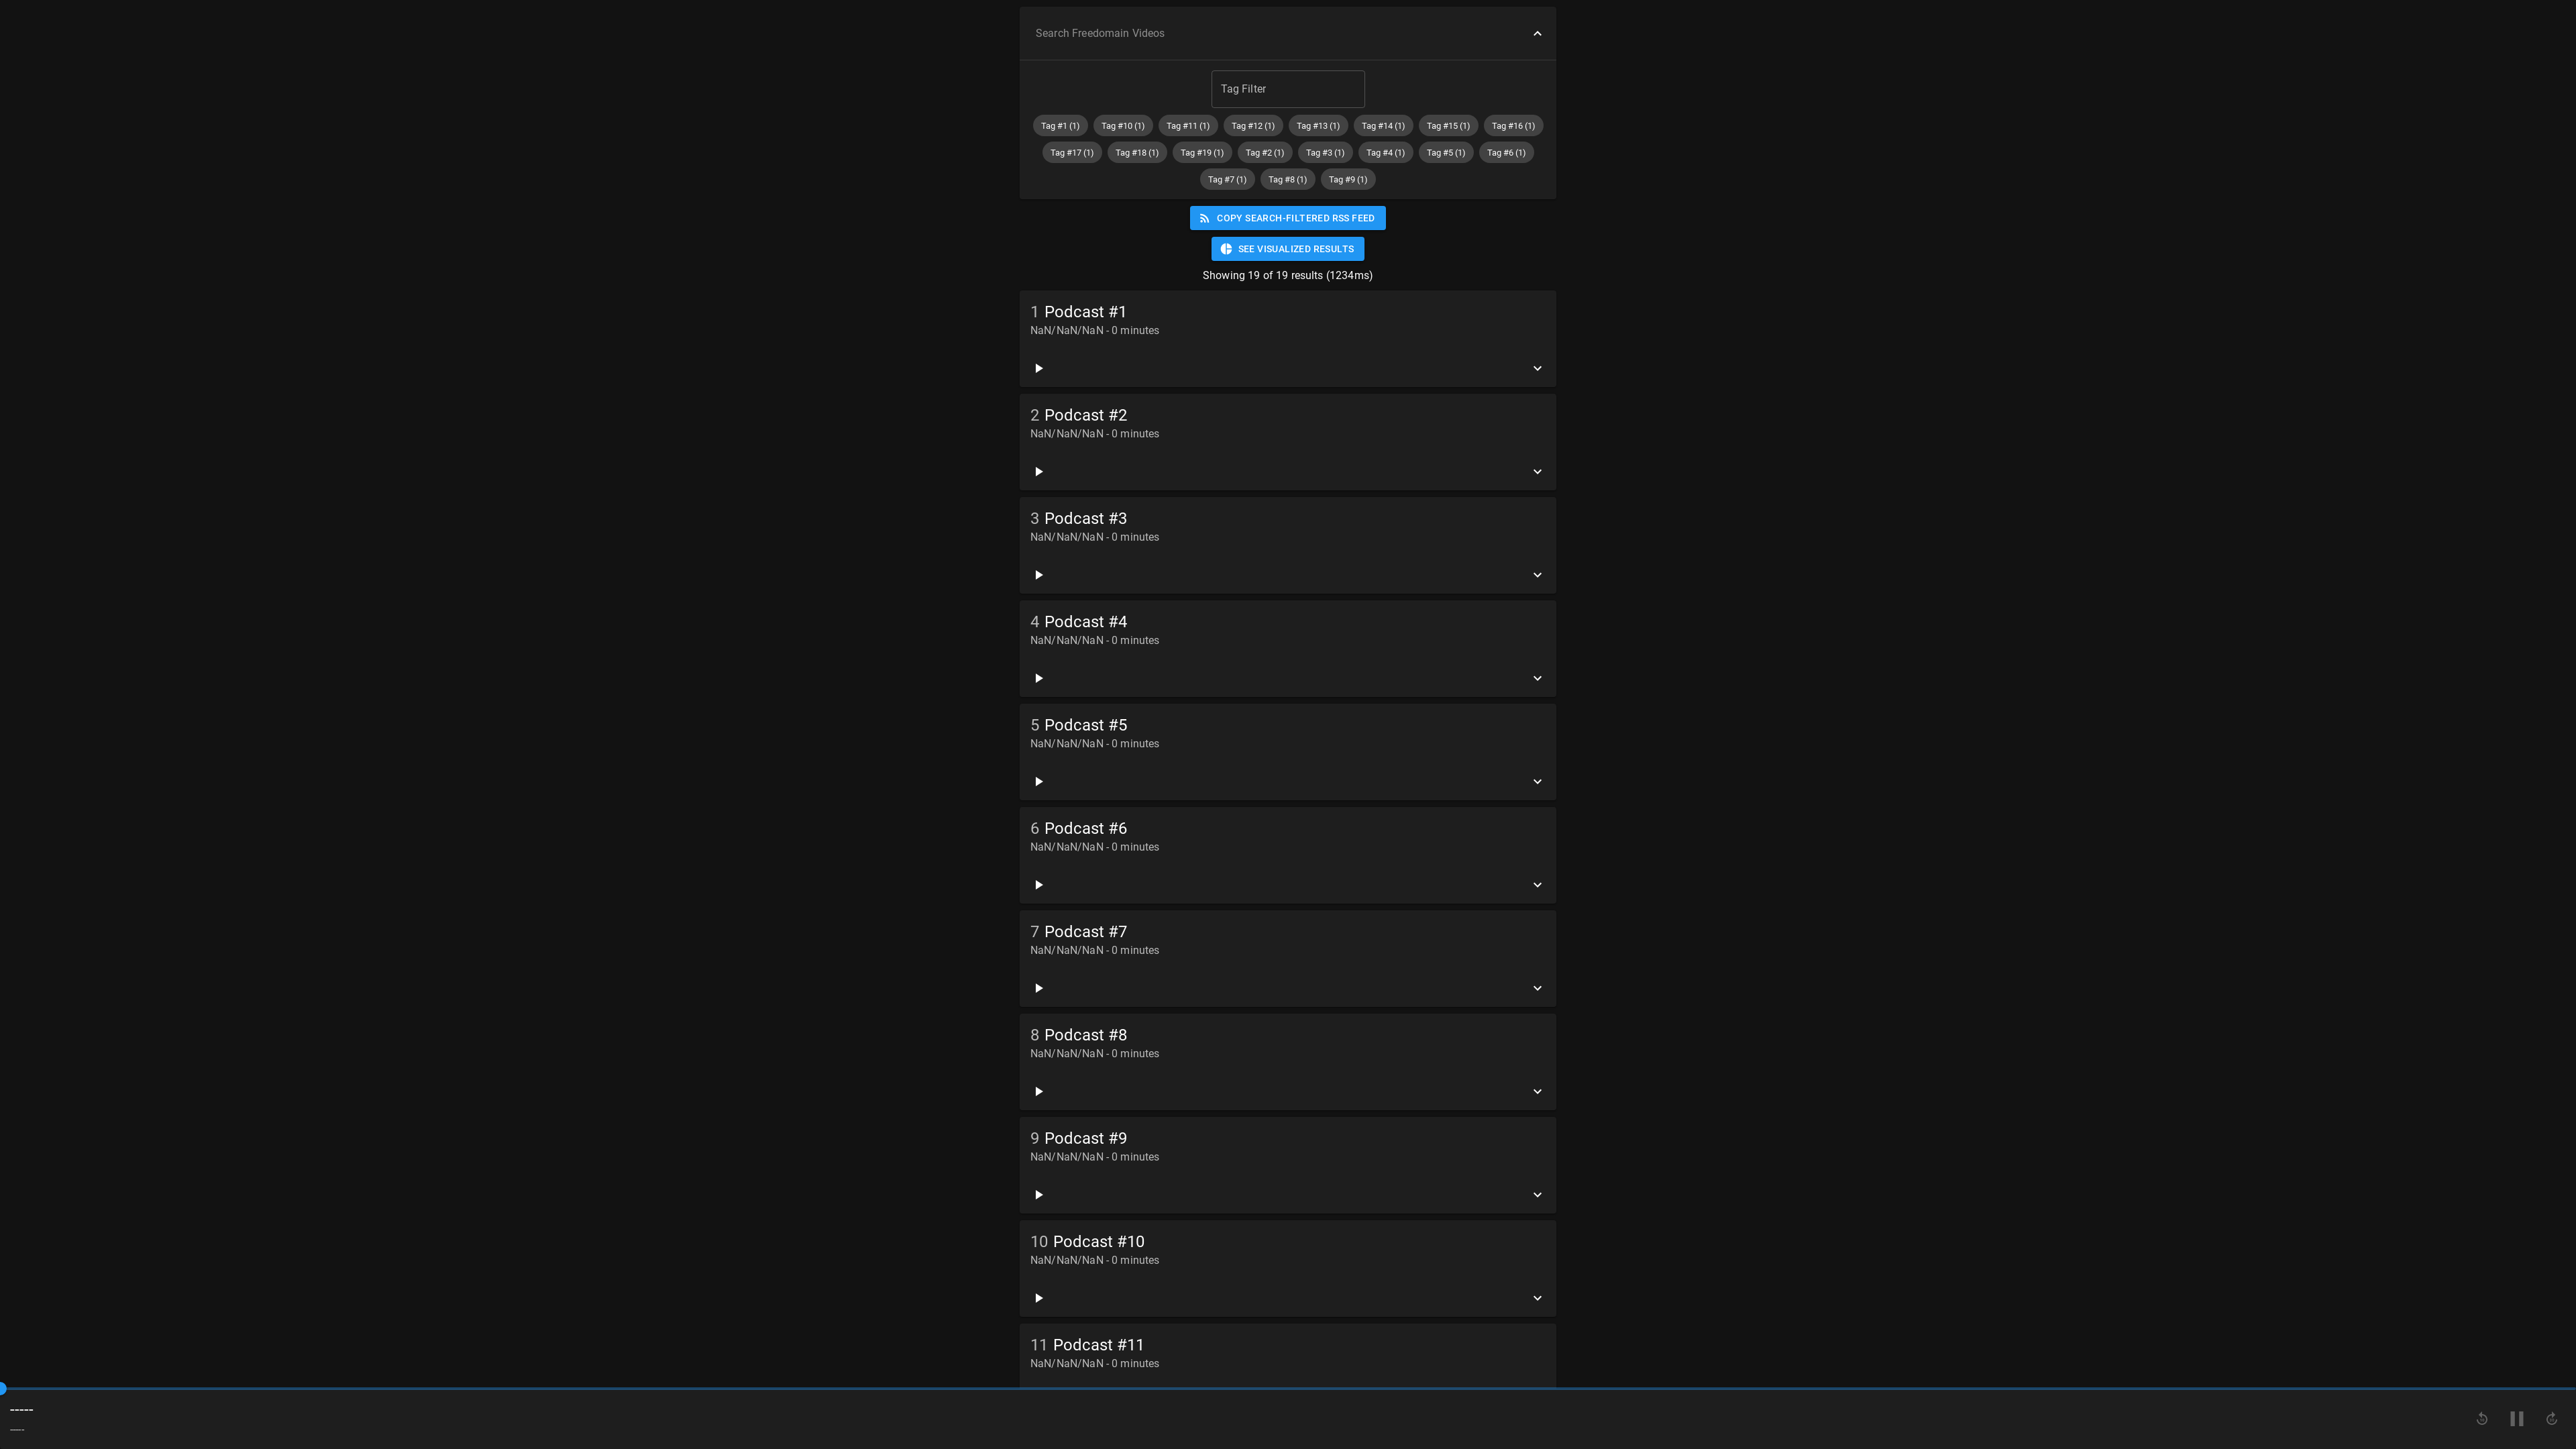 Search Freedomain Videos
Tag Filter
Tag #1 (1) Tag #10 (1) Tag #11 (1) Tag #12 (1) Tag #13 (1) Tag #14 (1) Tag #15 (1) Tag #16 (1)
Tag #17 (1) Tag #18 (1) Tag #19 (1) Tag #2 (1) Tag #3 (1) Tag #4 (1) Tag #5 (1) Tag #6 (1)
Tag #7 (1) Tag #8 (1) Tag #9 (1)
COPY SEARCH-FILTERED RSS FEED
SEE VISUALIZED RESULTS
Showing 19 of 19 results (1234ms)
1 Podcast #1
NaN/NaN/NaN - 0 minutes
2 Podcast #2
NaN/NaN/NaN - 0 minutes
3 Podcast #3
NaN/NaN/NaN - 0 minutes
4 Podcast #4
NaN/NaN/NaN - 0 minutes
5 Podcast #5
NaN/NaN/NaN - 0 minutes
6 Podcast #6
NaN/NaN/NaN - 0 minutes
7 Podcast #7
NaN/NaN/NaN - 0 minutes
8 Podcast #8
NaN/NaN/NaN - 0 minutes
9 Podcast #9
NaN/NaN/NaN - 0 minutes
10 Podcast #10
NaN/NaN/NaN - 0 minutes
11 Podcast #11
NaN/NaN/NaN - 0 minutes
-----